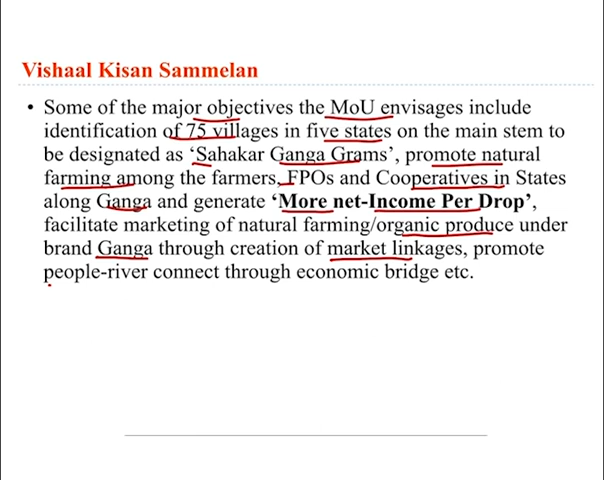 Vishaal Kisan Sammelan
• Some of the major objectives the MoU envisages include
identification of 75 villages in five states on the main stem to
be designated as ‘Sahakar Ganga Grams’, promote natural
farming among the farmers, FPOs and Cooperatives in States
along Ganga and generate ‘More net-Income Per Drop’,
facilitate marketing of natural farming/organic produce under
brand Ganga through creation of market linkages, promote
people-river connect through economic bridge etc.